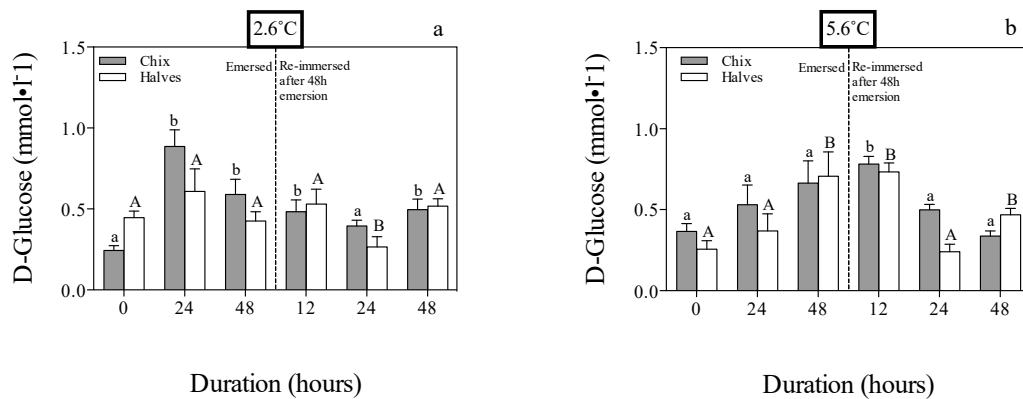 2.6˚C
a
1.5
Chix
Halves
Emersed
Re-immersed
after 48h
emersion
D-Glucose (mmol•l-1)
1.0
0.5
0.0
a
A
b
A
b
A
b
A
a
B
b
A
0
24
48
12
24
48
Duration (hours)
5.6˚C
b
1.5
Chix
Halves
Emersed
Re-immersed
after 48h
emersion
D-Glucose (mmol•l-1)
1.0
0.5
0.0
a
A
a
A
a
B
b
B
a
A
a
B
0
24
48
12
24
48
Duration (hours)